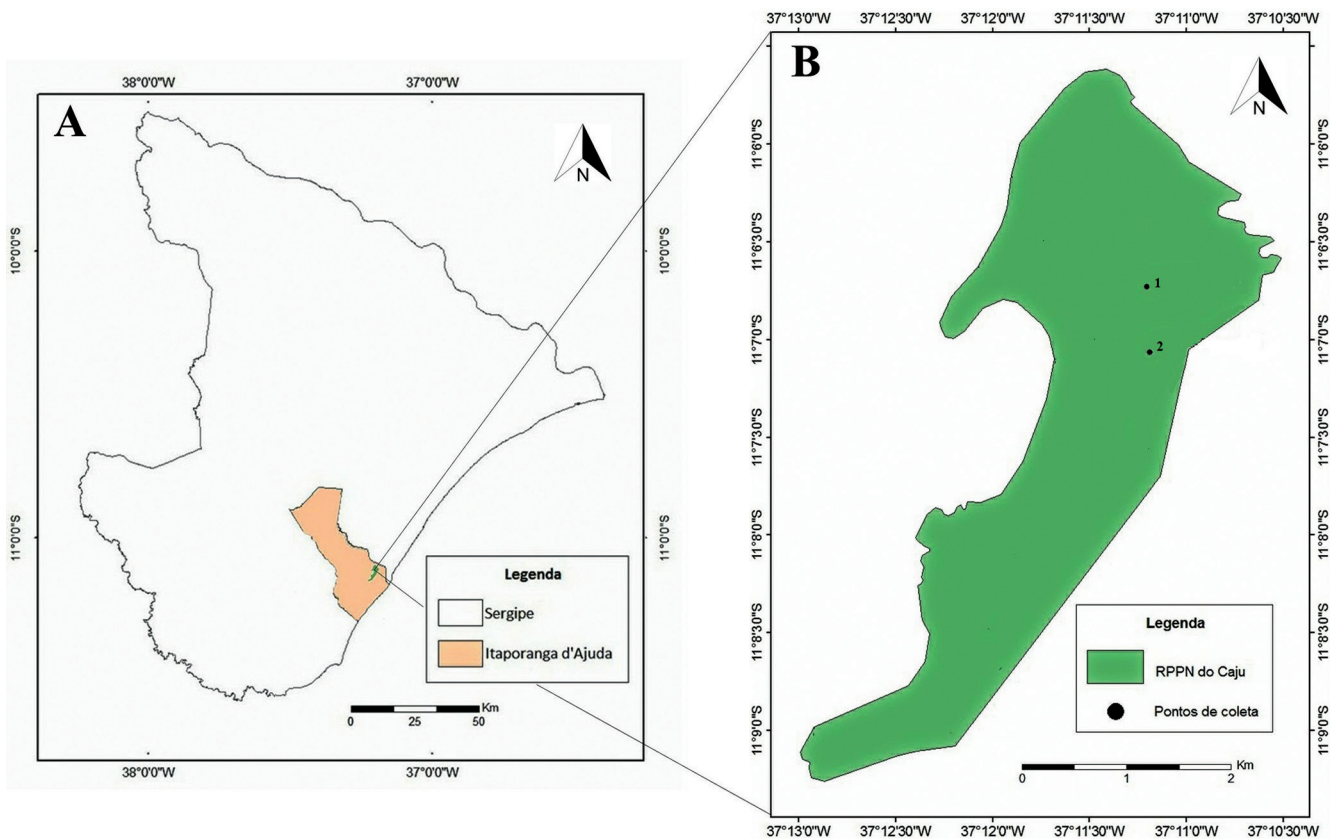 A
38°0'0"W
37°0'0"W
N
10°0'0"S
10°0'0"S
11°0'0"S
11°0'0"S
Legenda
Sergipe
Itaporanga d'Ajuda
0
25
50
Km
38°0'0"W
37°0'0"W
37°13'0"W
37°12'30"W
37°12'0"W
37°11'30"W
37°11'0"W
37°10'30"W
B
N
11°6'0"S
11°6'0"S
11°6'30"S
11°6'30"S
1
11°7'0"S
11°7'0"S
2
11°7'30"S
11°7'30"S
11°8'0"S
11°8'0"S
11°8'30"S
11°8'30"S
11°9'0"S
11°9'0"S
Legenda
RPPN do Caju
Pontos de coleta
0
1
2
Km
37°13'0"W
37°12'30"W
37°12'0"W
37°11'30"W
37°11'0"W
37°10'30"W